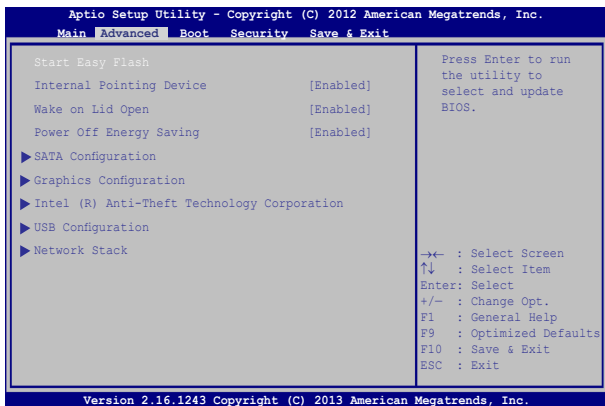 Aptio Setup Utility - Copyright (C) 2012 American Megatrends, Inc.
Main Advanced Boot Security Save & Exit
Start Easy Flash
Internal Pointing Device [Enabled]
Wake on Lid Open [Enabled]
Power Off Energy Saving [Enabled]
SATA Configuration
Graphics Configuration
Intel (R) Anti-Theft Technology Corporation
USB Configuration
Network Stack
Press Enter to run
the utility to
select and update
BIOS.
→← : Select Screen
↑↓ : Select Item
Enter: Select
+/— : Change Opt.
F1 : General Help
F9 : Optimized Defaults
F10 : Save & Exit
ESC : Exit
Version 2.16.1243 Copyright (C) 2013 American Megatrends, Inc.